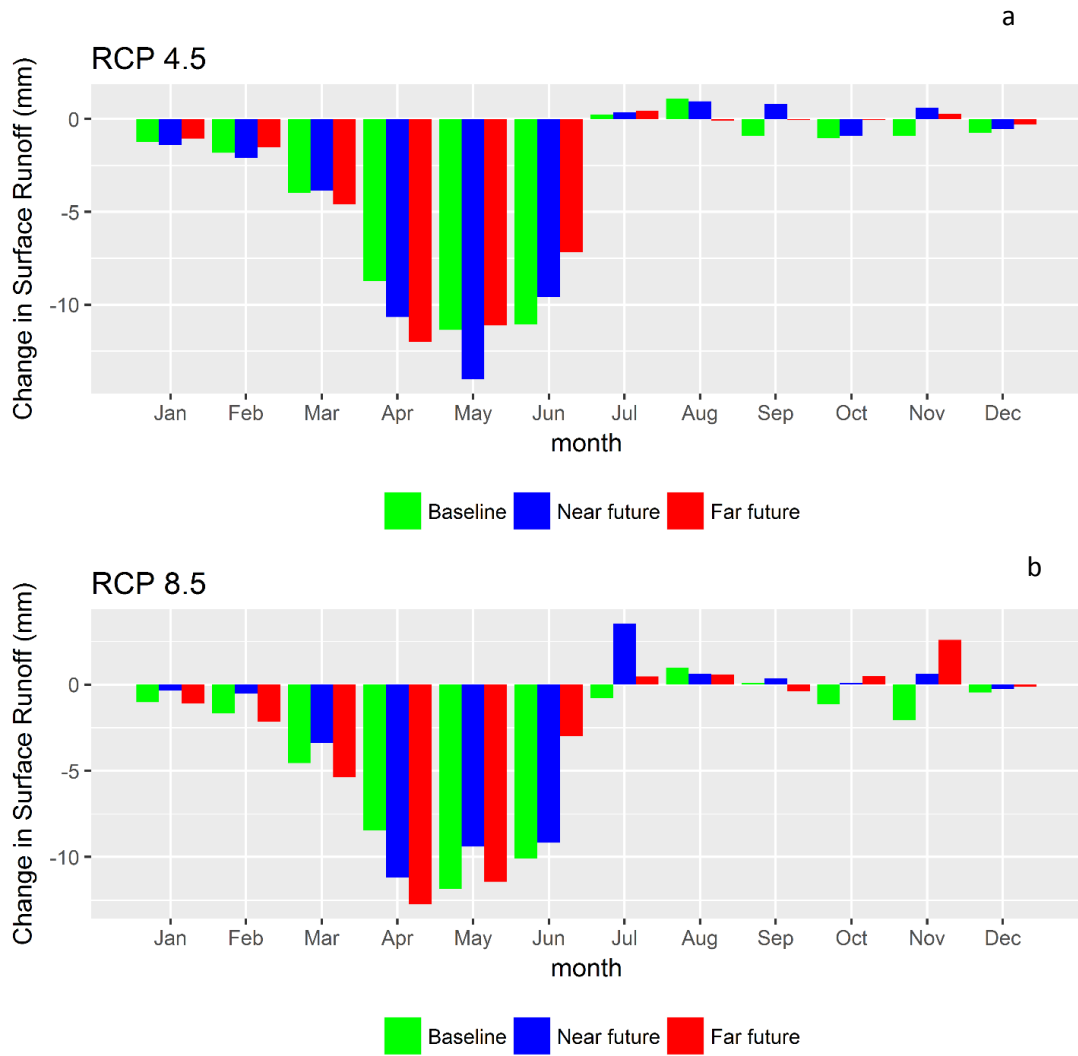 a
RCP 4.5
Change in Surface Runoff (mm)
0
-5
-10
Jan Feb Mar Apr May Jun Jul Aug Sep Oct Nov Dec
month
Baseline Near future Far future
b
RCP 8.5
Change in Surface Runoff (mm)
0
-5
-10
Jan Feb Mar Apr May Jun Jul Aug Sep Oct Nov Dec
month
Baseline Near future Far future